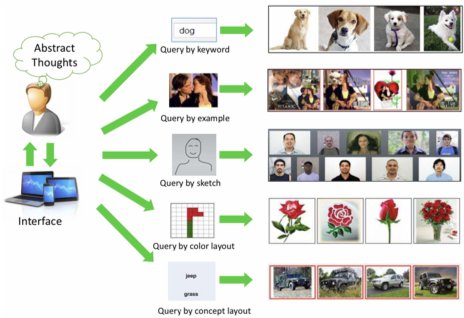 Abstract
Thoughts
Interface
dog
Query by keyword
Query by example
Query by sketch
Query by color layout
jeep
grass
Query by concept layout
TITANIC